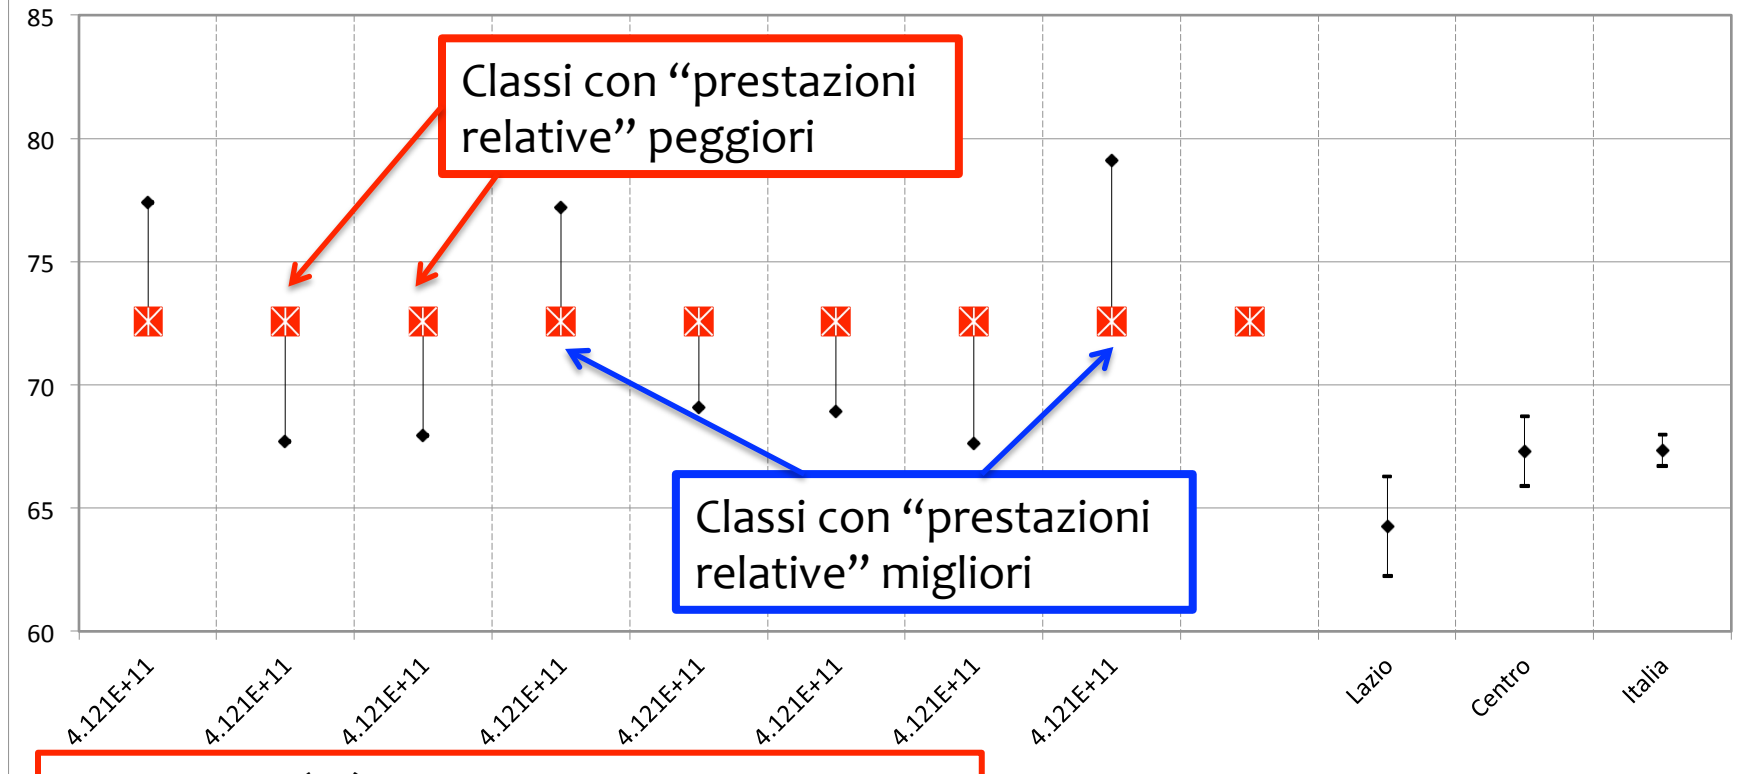 85
Classi con “prestazioni
relative” peggiori
80
75
70
Classi con “prestazioni
relative” migliori
65
60
4.121E+11
4.121E+11
4.121E+11
4.121E+11
4.121E+11
4.121E+11
4.121E+11
4.121E+11
Lazio
Centro
Italia